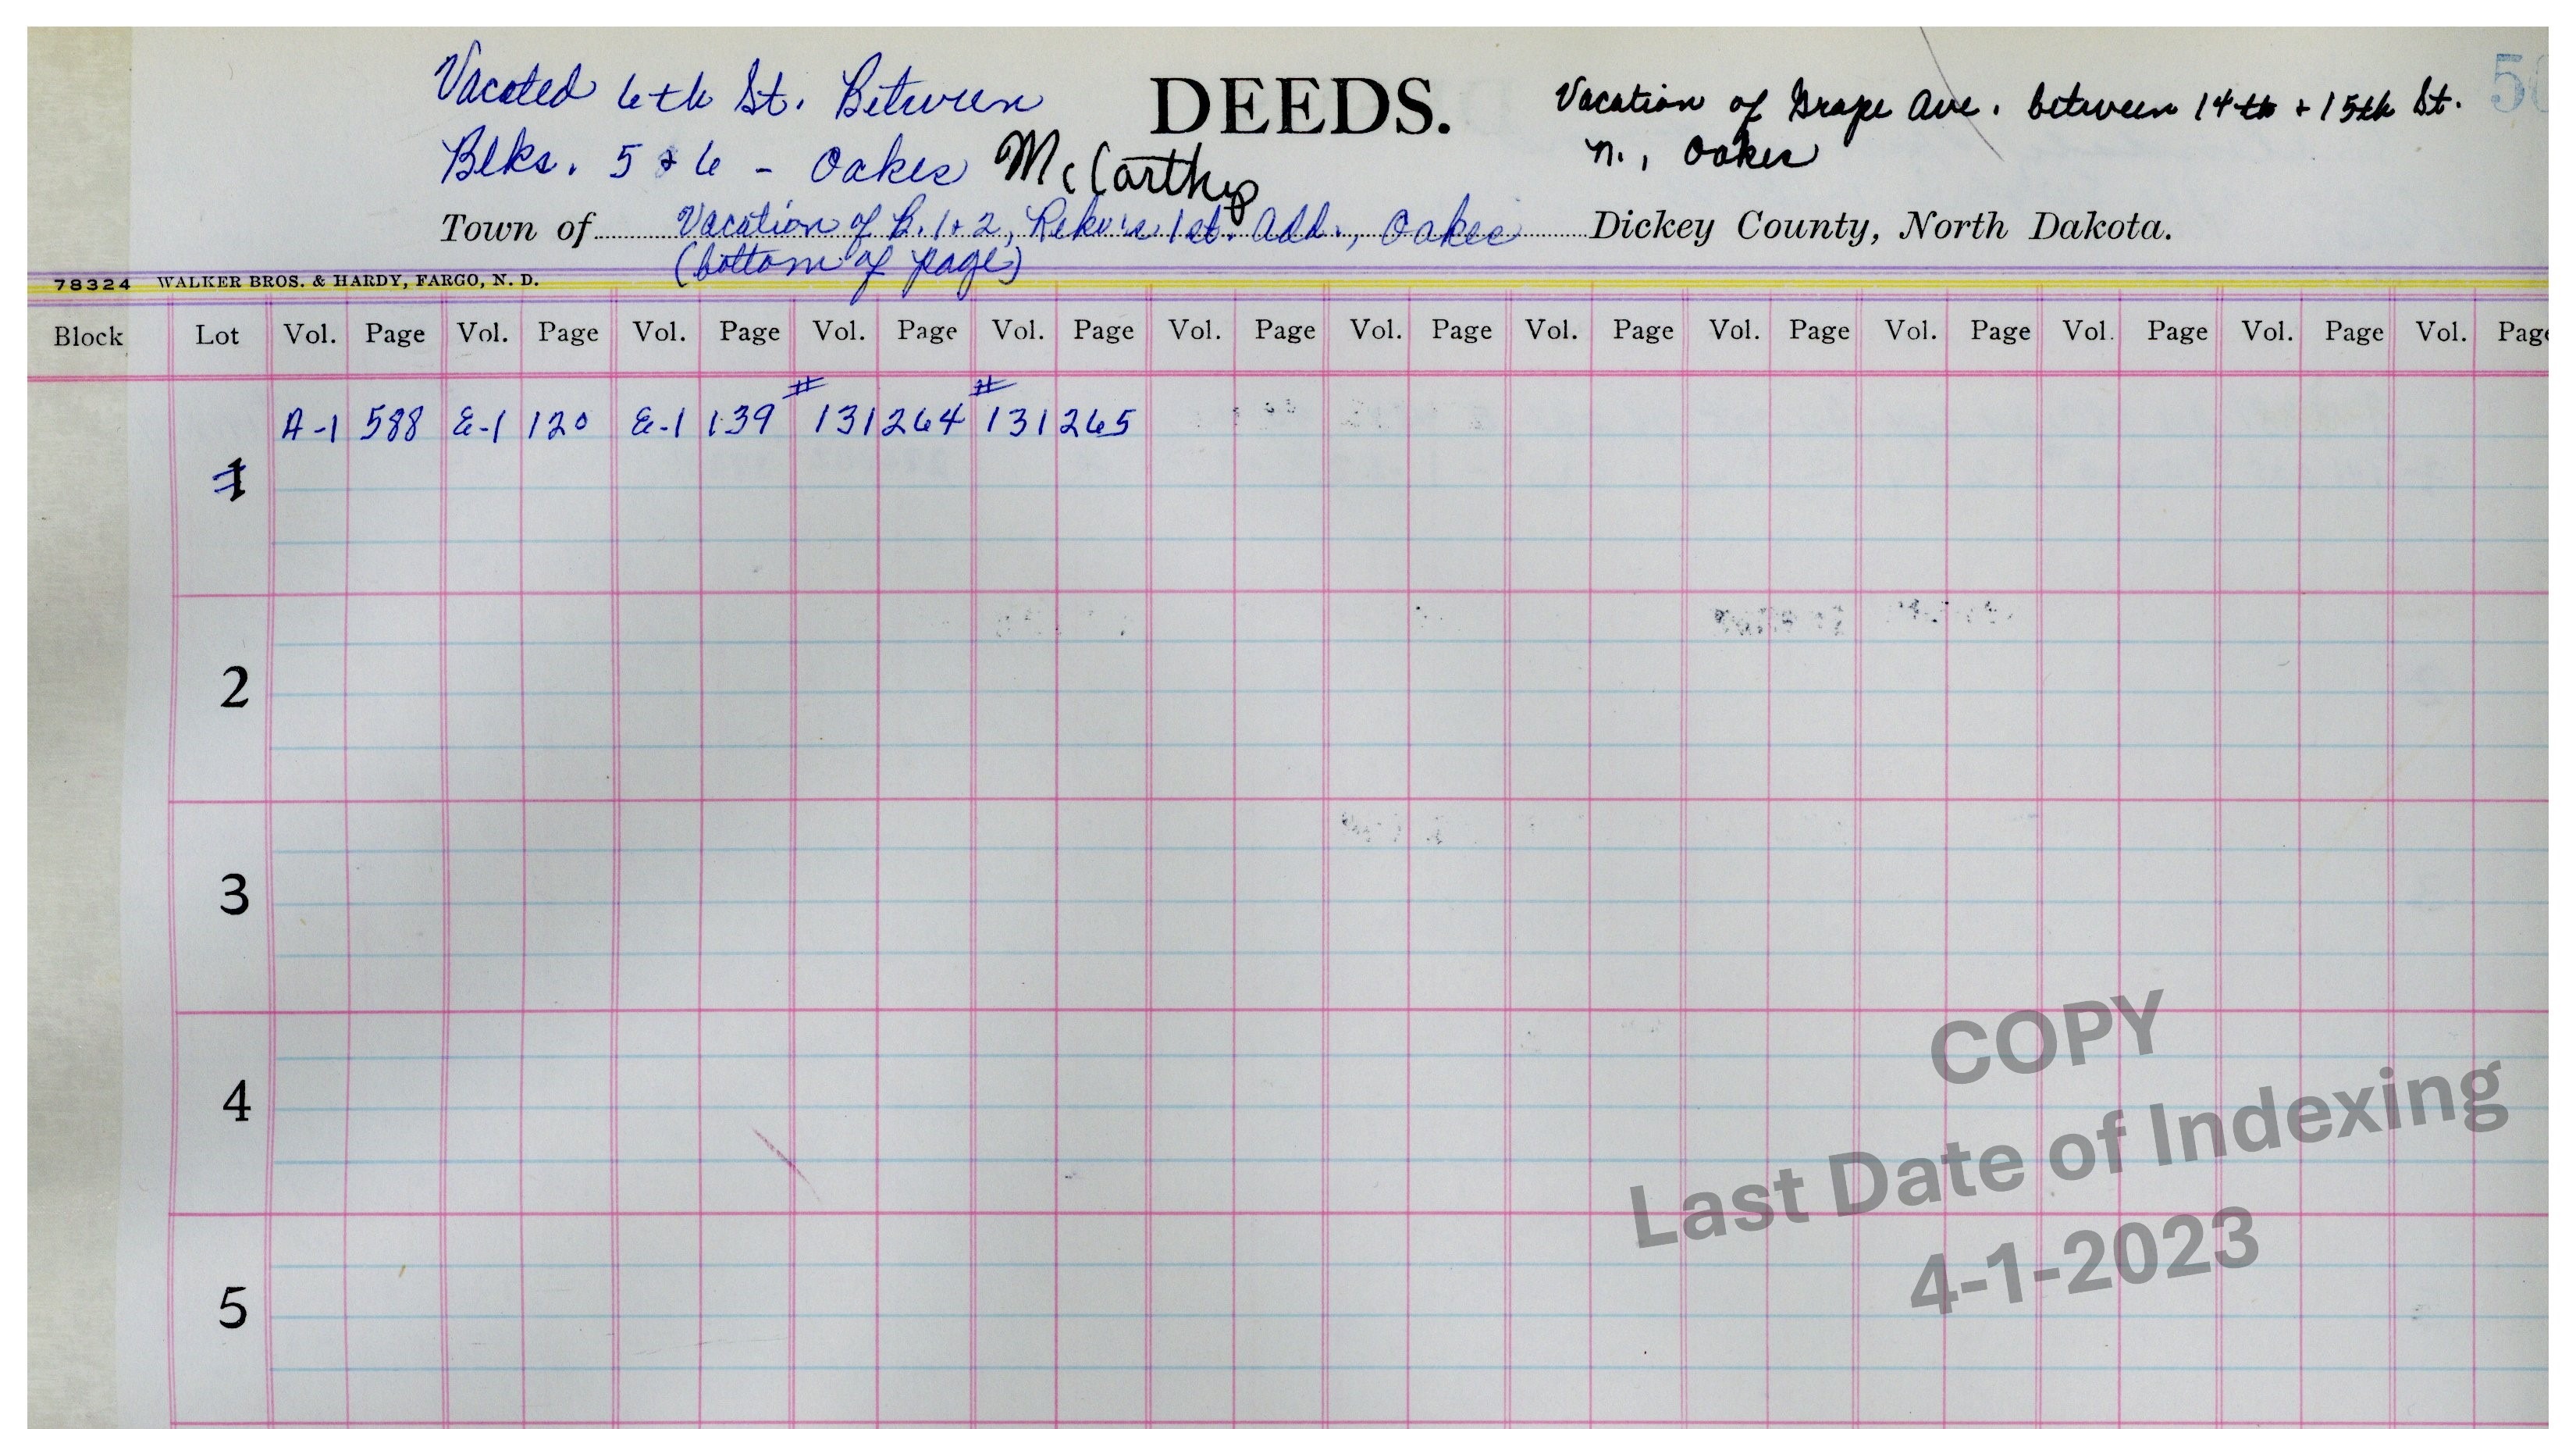 Vacated 6th St. Between
Blks. 5 & 6 - Oakes McCarthy
DEEDS.
Vacation of Grape Ave. between 14th + 15th St.
N., Oakes
Town of Vacation of B. 1 + 2, 1st. Add., Oakes Dickey County, North Dakota.
(bottom of page)
78324 WALKER BROS. & HARDY, FARGO, N. D.
Block Lot Vol. Page Vol. Page Vol. Page Vol. Page Vol. Page Vol. Page Vol. Page Vol. Page Vol. Page Vol. Page Vol. Page Vol. Page Vol. Page
# #
A-1 588 E-1 120 E-1 139 131264 131265
1
2
3
4
5
COPY
Last Date of Indexing
4-1-2023